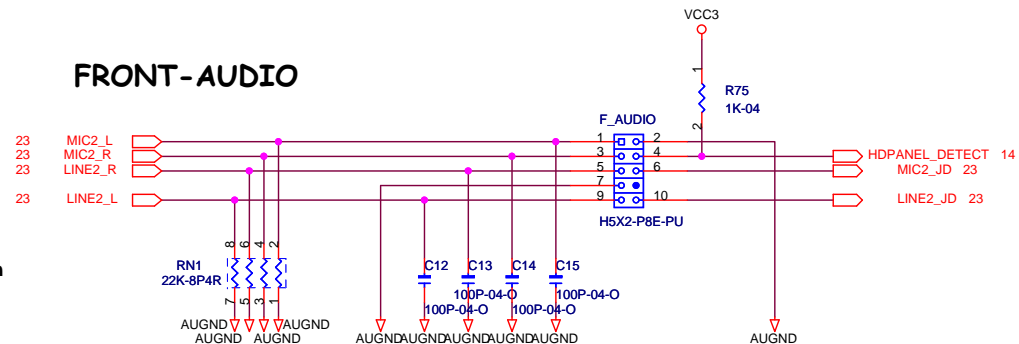 VCC3
FRONT-AUDIO
1
R75
1K-04
2
F_AUDIO
23 MIC2_L 1 2
23 MIC2_R 3 4 HDPANEL_DETECT 14
23 LINE2_R 5 6 MIC2_JD 23
7
23 LINE2_L 9 10 LINE2_JD 23
H5X2-P8E-PU
8 6 4 2
RN1
22K-8P4R
7 5 3 1
C12 C13 C14 C15
100P-04-O 100P-04-O
100P-04-O 100P-04-O
AUGND AUGND
AUGND AUGND
AUGND AUGND AUGND AUGND AUGND
AUGND